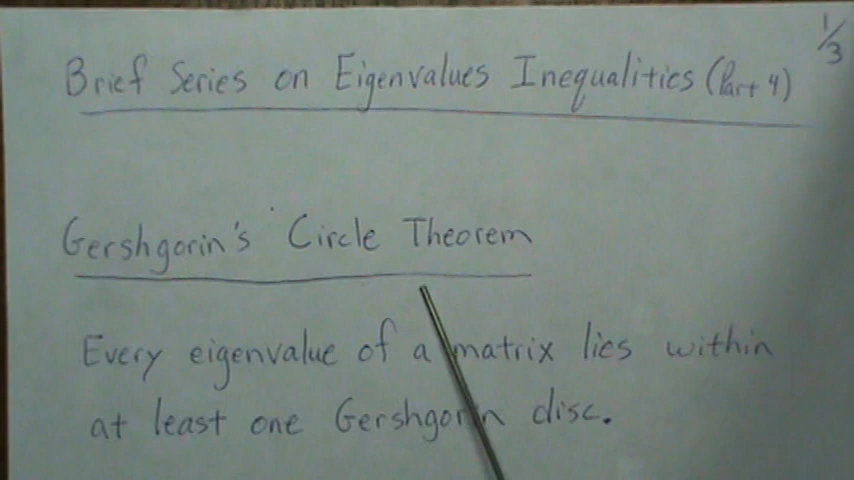 1/3
Brief Series on Eigenvalues Inequalities (Part 4)
Gershgorin's Circle Theorem
Every eigenvalue of a matrix lies within
at least one Gershgorin disc.